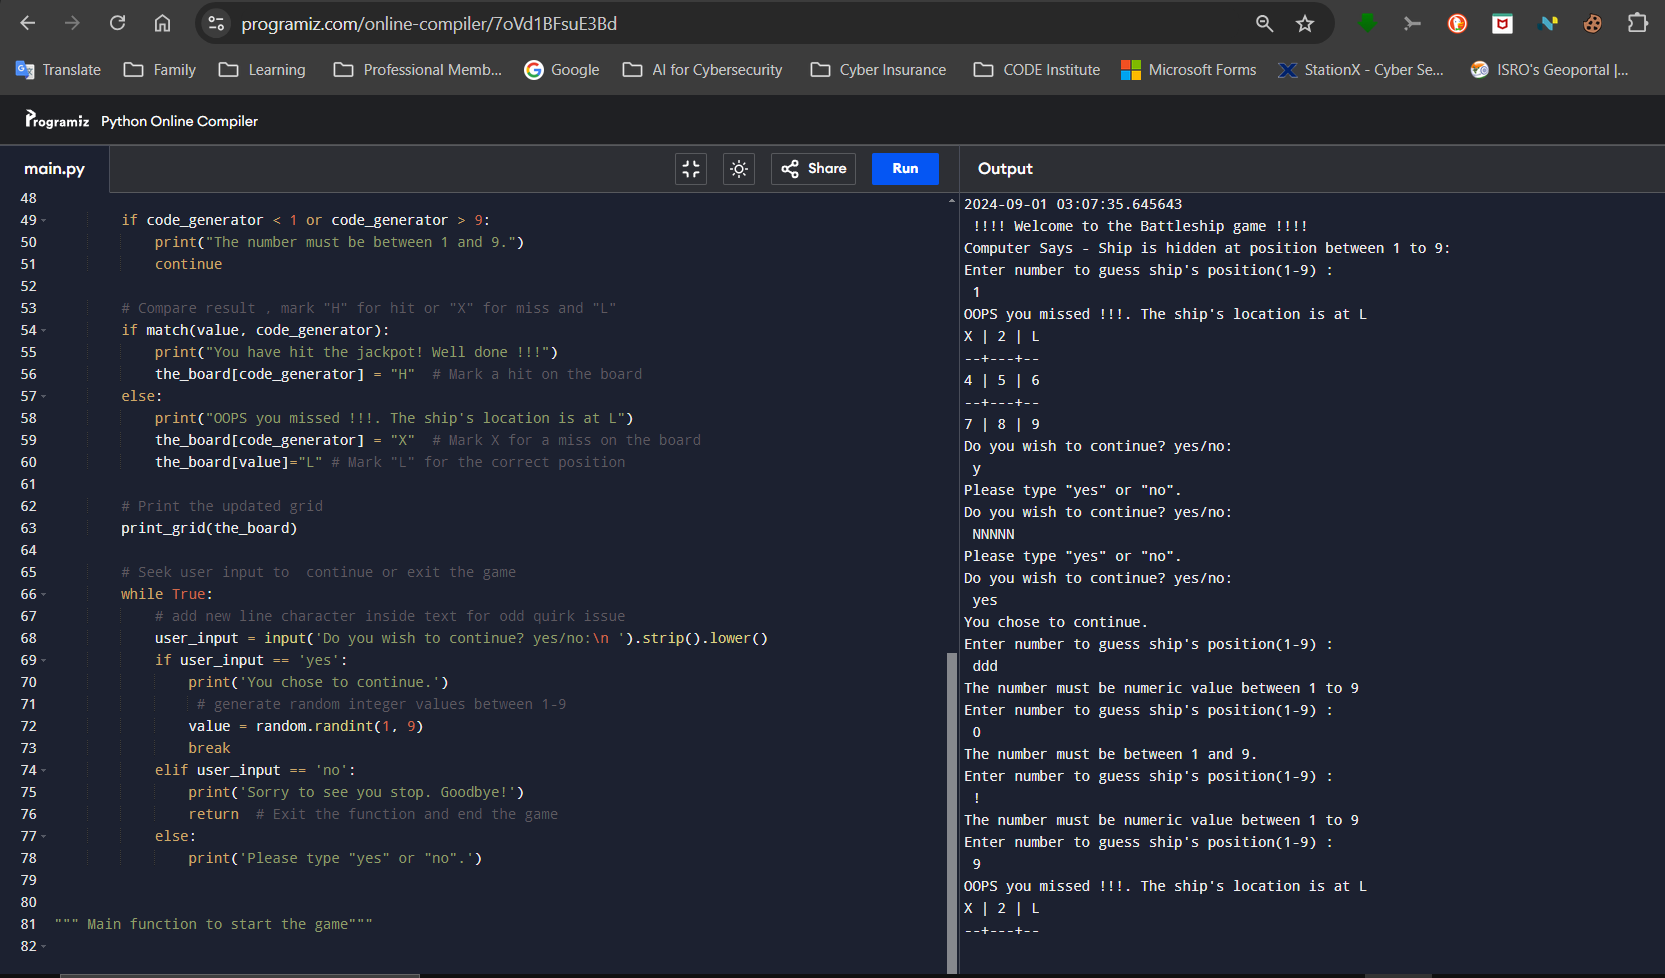 programiz.com/online-compiler/7oVd1BFsuE3Bd
Translate Family Learning Professional Memb... Google AI for Cybersecurity Cyber Insurance CODE Institute Microsoft Forms StationX - Cyber Se... ISRO's Geoportal |...
Programiz Python Online Compiler
main.py Share Run
48
49 if code_generator < 1 or code_generator > 9:
50 print("The number must be between 1 and 9.")
51 continue
52
53 # Compare result , mark "H" for hit or "X" for miss and "L"
54 if match(value, code_generator):
55 print("You have hit the jackpot! Well done !!!")
56 the_board[code_generator] = "H"  # Mark a hit on the board
57 else:
58 print("OOPS you missed !!!. The ship's location is at L")
59 the_board[code_generator] = "X"  # Mark X for a miss on the board
60 the_board[value]="L" # Mark "L" for the correct position
61
62 # Print the updated grid
63 print_grid(the_board)
64
65 # Seek user input to  continue or exit the game
66 while True:
67 # add new line character inside text for odd quirk issue
68 user_input = input('Do you wish to continue? yes/no:\n ').strip().lower()
69 if user_input == 'yes':
70 print('You chose to continue.')
71 # generate random integer values between 1-9
72 value = random.randint(1, 9)
73 break
74 elif user_input == 'no':
75 print('Sorry to see you stop. Goodbye!')
76 return  # Exit the function and end the game
77 else:
78 print('Please type "yes" or "no".')
79
80
81 """ Main function to start the game"""
82
Output
2024-09-01 03:07:35.645643
!!!! Welcome to the Battleship game !!!!
Computer Says - Ship is hidden at position between 1 to 9:
Enter number to guess ship's position(1-9) :
1
OOPS you missed !!!. The ship's location is at L
X | 2 | L
--+---+--
4 | 5 | 6
--+---+--
7 | 8 | 9
Do you wish to continue? yes/no:
y
Please type "yes" or "no".
Do you wish to continue? yes/no:
NNNNN
Please type "yes" or "no".
Do you wish to continue? yes/no:
yes
You chose to continue.
Enter number to guess ship's position(1-9) :
ddd
The number must be numeric value between 1 to 9
Enter number to guess ship's position(1-9) :
0
The number must be between 1 and 9.
Enter number to guess ship's position(1-9) :
!
The number must be numeric value between 1 to 9
Enter number to guess ship's position(1-9) :
9
OOPS you missed !!!. The ship's location is at L
X | 2 | L
--+---+--